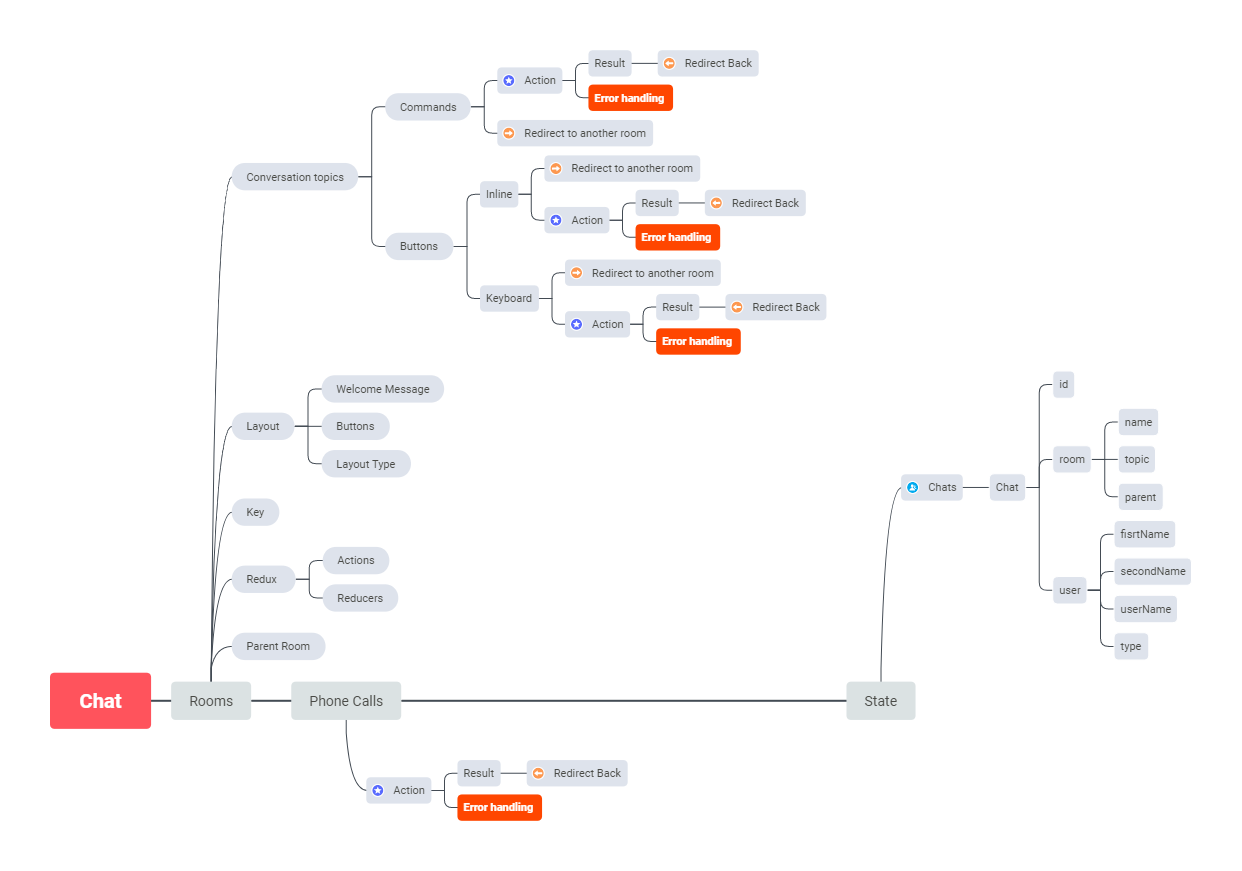 Result
Redirect Back
Action
Error handling
Commands
Redirect to another room
Redirect to another room
Conversation topics
Inline
Result
Redirect Back
Action
Error handling
Buttons
Redirect to another room
Keyboard
Result
Redirect Back
Action
Error handling
Welcome Message
Layout
Buttons
Layout Type
Key
Actions
Redux
Reducers
Parent Room
Chat
Rooms
Phone Calls
State
id
name
room
topic
Chats
Chat
parent
fisrtName
secondName
user
userName
type
Result
Redirect Back
Action
Error handling